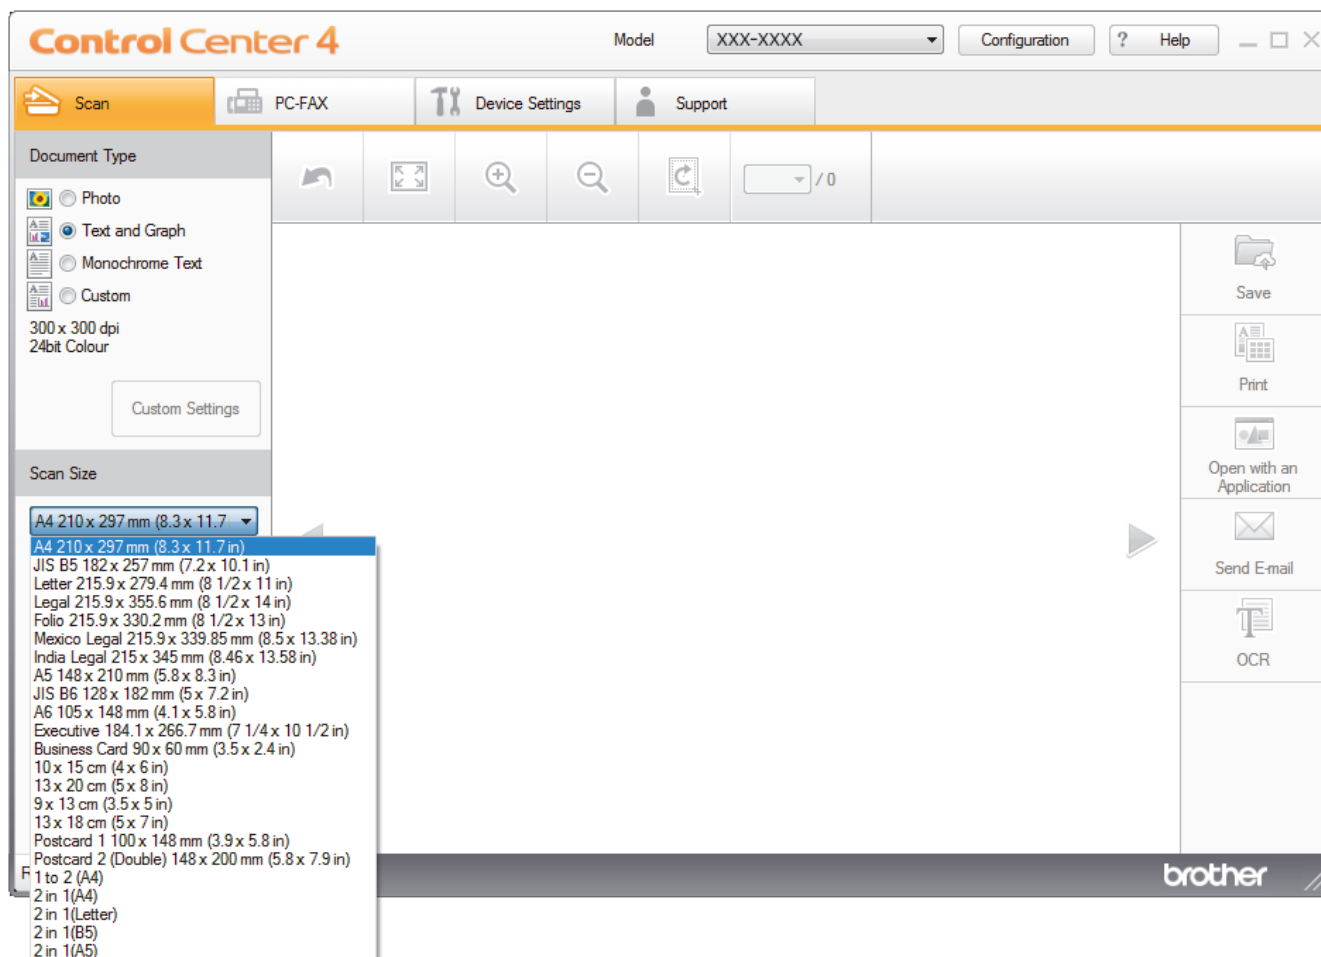 Control Center 4
Model
XXX-XXXX
Configuration
? Help
Scan
PC-FAX
Device Settings
Support
Document Type
/ 0
Photo
Text and Graph
Monochrome Text
Custom
300 x 300 dpi
24bit Colour
Custom Settings
Scan Size
A4 210 x 297 mm (8.3 x 11.7
A4 210 x 297 mm (8.3 x 11.7 in)
JIS B5 182 x 257 mm (7.2 x 10.1 in)
Letter 215.9 x 279.4 mm (8 1/2 x 11 in)
Legal 215.9 x 355.6 mm (8 1/2 x 14 in)
Folio 215.9 x 330.2 mm (8 1/2 x 13 in)
Mexico Legal 215.9 x 339.85 mm (8.5 x 13.38 in)
India Legal 215 x 345 mm (8.46 x 13.58 in)
A5 148 x 210 mm (5.8 x 8.3 in)
JIS B6 128 x 182 mm (5 x 7.2 in)
A6 105 x 148 mm (4.1 x 5.8 in)
Executive 184.1 x 266.7 mm (7 1/4 x 10 1/2 in)
Business Card 90 x 60 mm (3.5 x 2.4 in)
10 x 15 cm (4 x 6 in)
13 x 20 cm (5 x 8 in)
9 x 13 cm (3.5 x 5 in)
13 x 18 cm (5 x 7 in)
Postcard 1 100 x 148 mm (3.9 x 5.8 in)
Postcard 2 (Double) 148 x 200 mm (5.8 x 7.9 in)
1 to 2 (A4)
2 in 1(A4)
2 in 1(Letter)
2 in 1(B5)
2 in 1(A5)
Save
Print
Open with an
Application
Send E-mail
OCR
brother